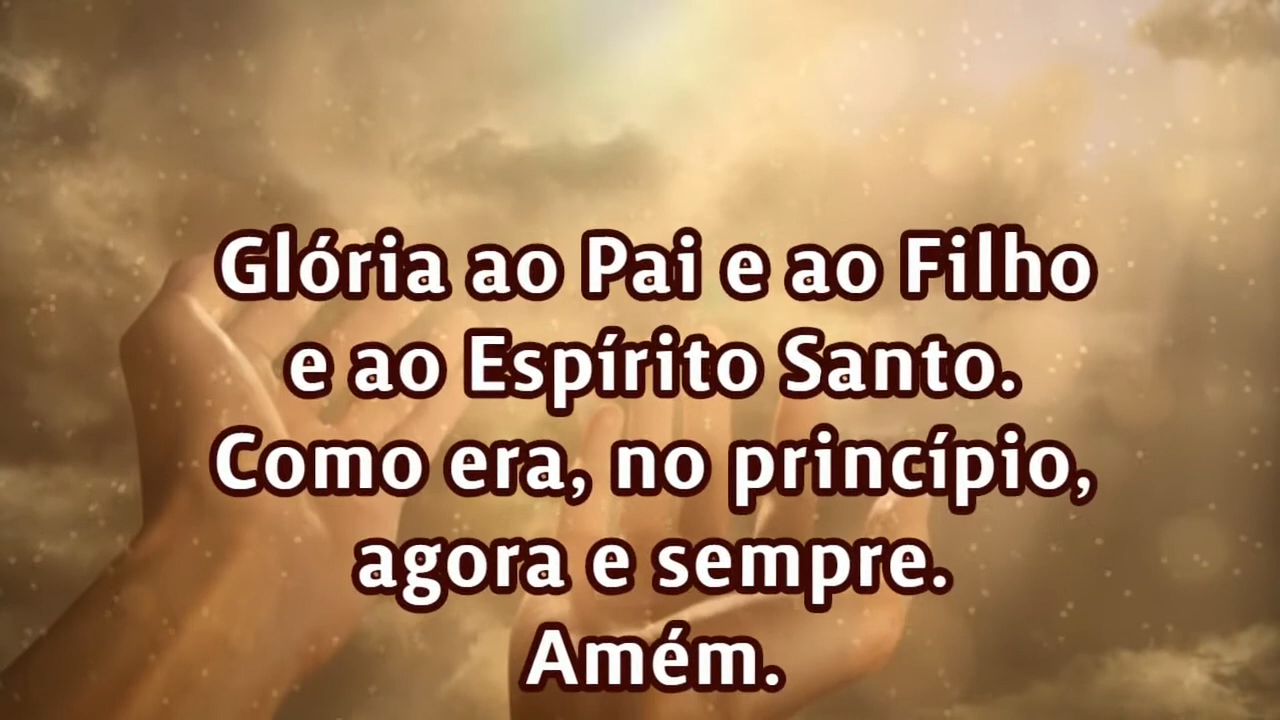 Glória ao Pai e ao Filho
e ao Espírito Santo.
Como era, no princípio,
agora e sempre.
Amém.